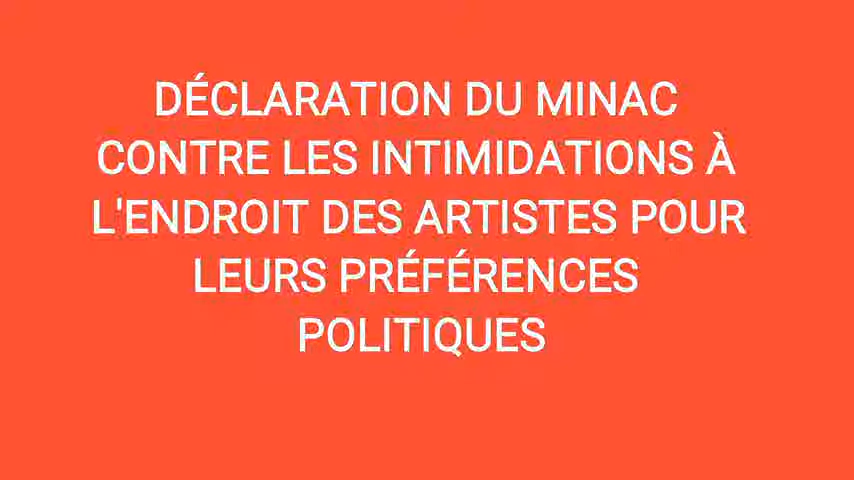 DÉCLARATION DU MINAC
CONTRE LES INTIMIDATIONS À
L'ENDROIT DES ARTISTES POUR
LEURS PRÉFÉRENCES
POLITIQUES